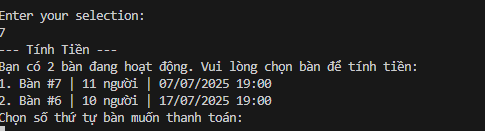 Enter your selection:
7
--- Tính Tiền ---
Bạn có 2 bàn đang hoạt động. Vui lòng chọn bàn để tính tiền:
1. Bàn #7 | 11 người | 07/07/2025 19:00
2. Bàn #6 | 10 người | 17/07/2025 19:00
Chọn số thứ tự bàn muốn thanh toán: